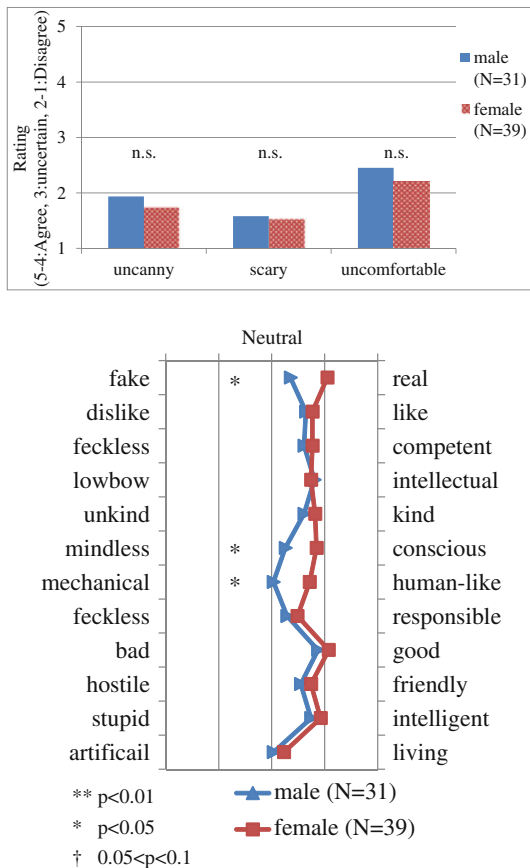 5
4
3
2
1
Rating
(5-4:Agree, 3:uncertain, 2-1:Disagree)
n.s.
n.s.
n.s.
uncanny
scary
uncomfortable
male
(N=31)
female
(N=39)
Neutral
fake * real
dislike like
feckless competent
lowbow intellectual
unkind kind
mindless * conscious
mechanical * human-like
feckless responsible
bad good
hostile friendly
stupid intelligent
artificail living
** p<0.01
* p<0.05
† 0.05<p<0.1
male (N=31)
female (N=39)